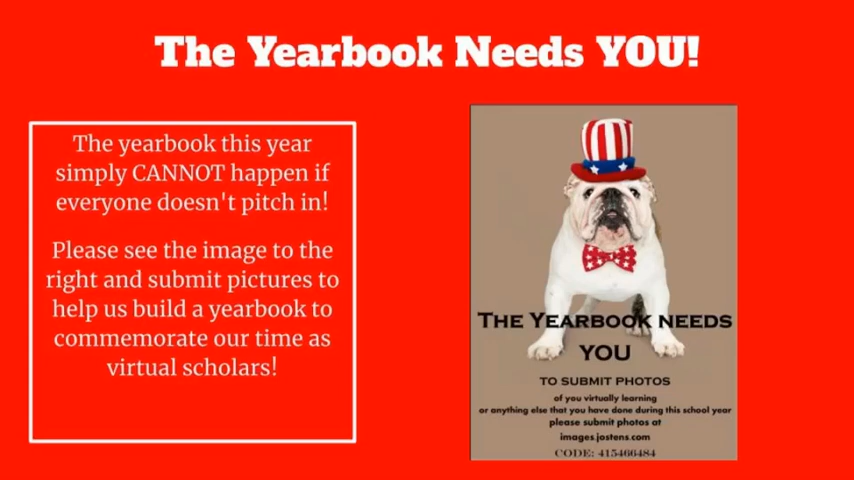 The Yearbook Needs YOU!
The yearbook this year
simply CANNOT happen if
everyone doesn't pitch in!
Please see the image to the
right and submit pictures to
help us build a yearbook to
commemorate our time as
virtual scholars!
THE YEARBOOK NEEDS
YOU
TO SUBMIT PHOTOS
of you virtually learning
or anything else that you have done during this school year
please submit photos at
images.jostens.com
CODE: 415466484